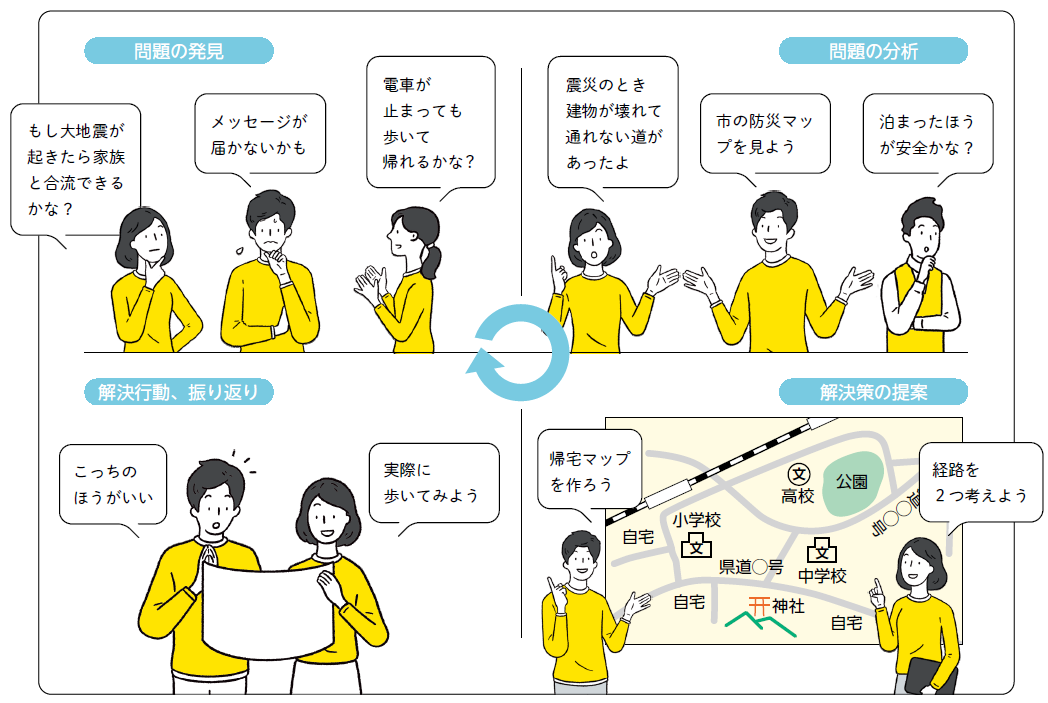 問題の発見
もし大地震が
起きたら家族
と合流できる
かな？
メッセージが
届かないかも
電車が
止まっても
歩いて
帰れるかな？
問題の分析
震災のとき
建物が壊れて
通れない道が
あったよ
市の防災マッ
プを見よう
泊まったほう
が安全かな？
解決行動、振り返り
こっちの
ほうがいい
実際に
歩いてみよう
解決策の提案
帰宅マップ
を作ろう
経路を
２つ考えよう
文
高校
公園
道〇〇号
小学校
文
自宅
県道〇号
文
中学校
自宅
神社
自宅